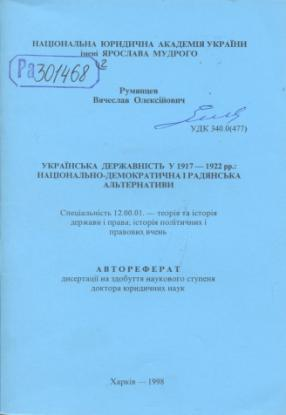 НАЦІОНАЛЬНА ЮРИДИЧНА АКАДЕМІЯ УКРАЇНИ
імені ЯРОСЛАВА МУДРОГО
Ра301468
Румянцев
Вячеслав Олексійович
УДК 340.0(477)
УКРАЇНСЬКА ДЕРЖАВНІСТЬ У 1917 — 1922 рр.:
НАЦІОНАЛЬНО-ДЕМОКРАТИЧНА І РАДЯНСЬКА
АЛЬТЕРНАТИВИ
Спеціальність 12.00.01. — теорія та історія
держави і права; історія політичних і
правових вчень
АВТОРЕФЕРАТ
дисертації на здобуття наукового ступеня
доктора юридичних наук
Харків — 1998